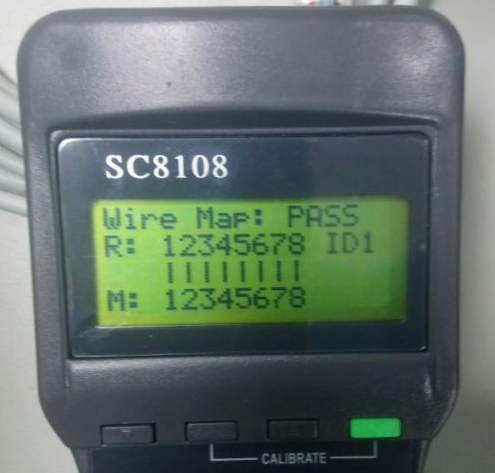 SC8108
Wire Map: PASS
R: 12345678 ID1
||||||||
M: 12345678
CALIBRATE